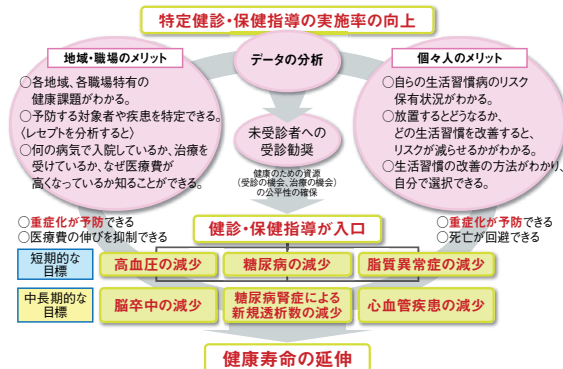 特定健診・保健指導の実施率の向上
地域・職場のメリット
○各地域、各職場特有の
健康課題がわかる。
○予防する対象者や疾患を特定できる。
〈レセプトを分析すると〉
○何の病気で入院しているか、治療を
受けているか、なぜ医療費が
高くなっているか知ることができる。
○重症化が予防できる
○医療費の伸びを抑制できる
データの分析
未受診者への
受診勧奨
健康のための資源
(受診の機会、治療の機会)
の公平性の確保
個々人のメリット
○自らの生活習慣病のリスク
保有状況がわかる。
○放置するとどうなるか、
どの生活習慣を改善すると、
リスクが減らせるかがわかる。
○生活習慣の改善の方法がわかり、
自分で選択できる。
○重症化が予防できる
○死亡が回避できる
健診・保健指導が入口
短期的な
目標
高血圧の減少
糖尿病の減少
脂質異常症の減少
中長期的な
目標
脳卒中の減少
糖尿病腎症による
新規透析数の減少
心血管疾患の減少
健康寿命の延伸